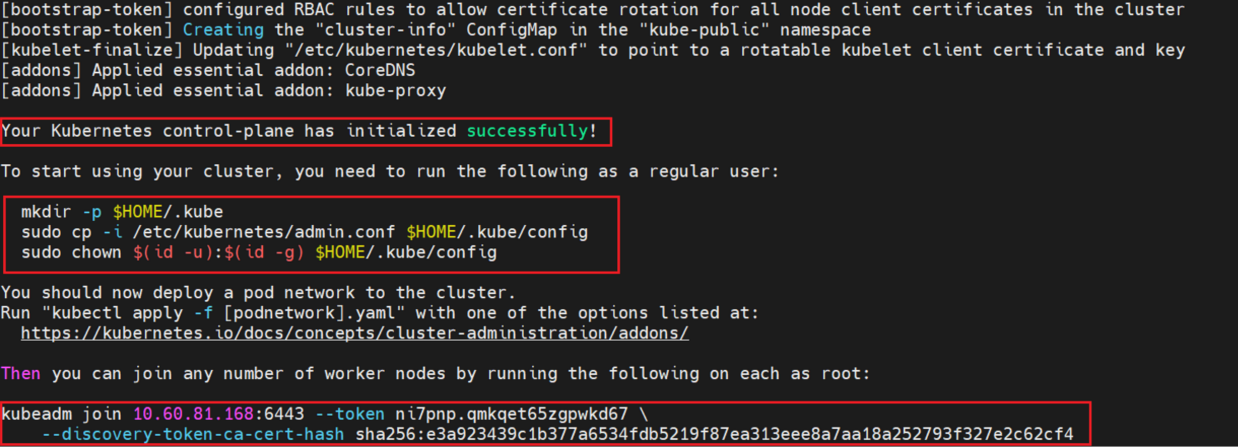 [bootstrap-token] configured RBAC rules to allow certificate rotation for all node client certificates in the cluster
[bootstrap-token] Creating the "cluster-info" ConfigMap in the "kube-public" namespace
[kubelet-finalize] Updating "/etc/kubernetes/kubelet.conf" to point to a rotatable kubelet client certificate and key
[addons] Applied essential addon: CoreDNS
[addons] Applied essential addon: kube-proxy
Your Kubernetes control-plane has initialized successfully!
To start using your cluster, you need to run the following as a regular user:
mkdir -p $HOME/.kube
sudo cp -i /etc/kubernetes/admin.conf $HOME/.kube/config
sudo chown $(id -u):$(id -g) $HOME/.kube/config
You should now deploy a pod network to the cluster.
Run "kubectl apply -f [podnetwork].yaml" with one of the options listed at:
https://kubernetes.io/docs/concepts/cluster-administration/addons/
Then you can join any number of worker nodes by running the following on each as root:
kubeadm join 10.60.81.168:6443 --token ni7pnp.qmkqet65zgpwkd67 \
--discovery-token-ca-cert-hash sha256:e3a923439c1b377a6534fdb5219f87ea313eee8a7aa18a252793f327e2c62cf4